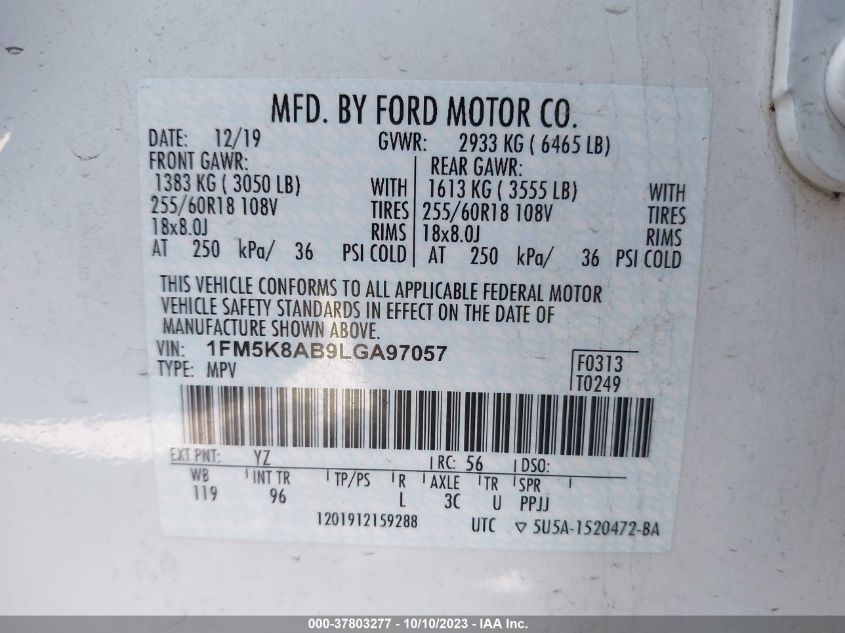 MFD. BY FORD MOTOR CO.
DATE: 12/19 GVWR: 2933 KG ( 6465 LB)
FRONT GAWR: REAR GAWR:
1383 KG ( 3050 LB) WITH 1613 KG ( 3555 LB) WITH
255/60R18 108V TIRES 255/60R18 108V TIRES
18x8.0J RIMS 18x8.0J RIMS
AT 250 kPa/ 36 PSI COLD AT 250 kPa/ 36 PSI COLD
THIS VEHICLE CONFORMS TO ALL APPLICABLE FEDERAL MOTOR
VEHICLE SAFETY STANDARDS IN EFFECT ON THE DATE OF
MANUFACTURE SHOWN ABOVE.
VIN: 1FM5K8AB9LGA97057 F0313
TYPE: MPV T0249
EXT PNT: YZ RC: 56 DSO:
WB INT TR TP/PS R AXLE TR SPR
119 96 L 3C U PPJJ
1201912159288 UTC ▽ 5U5A-1520472-BA
000-37803277 - 10/10/2023 - IAA Inc.